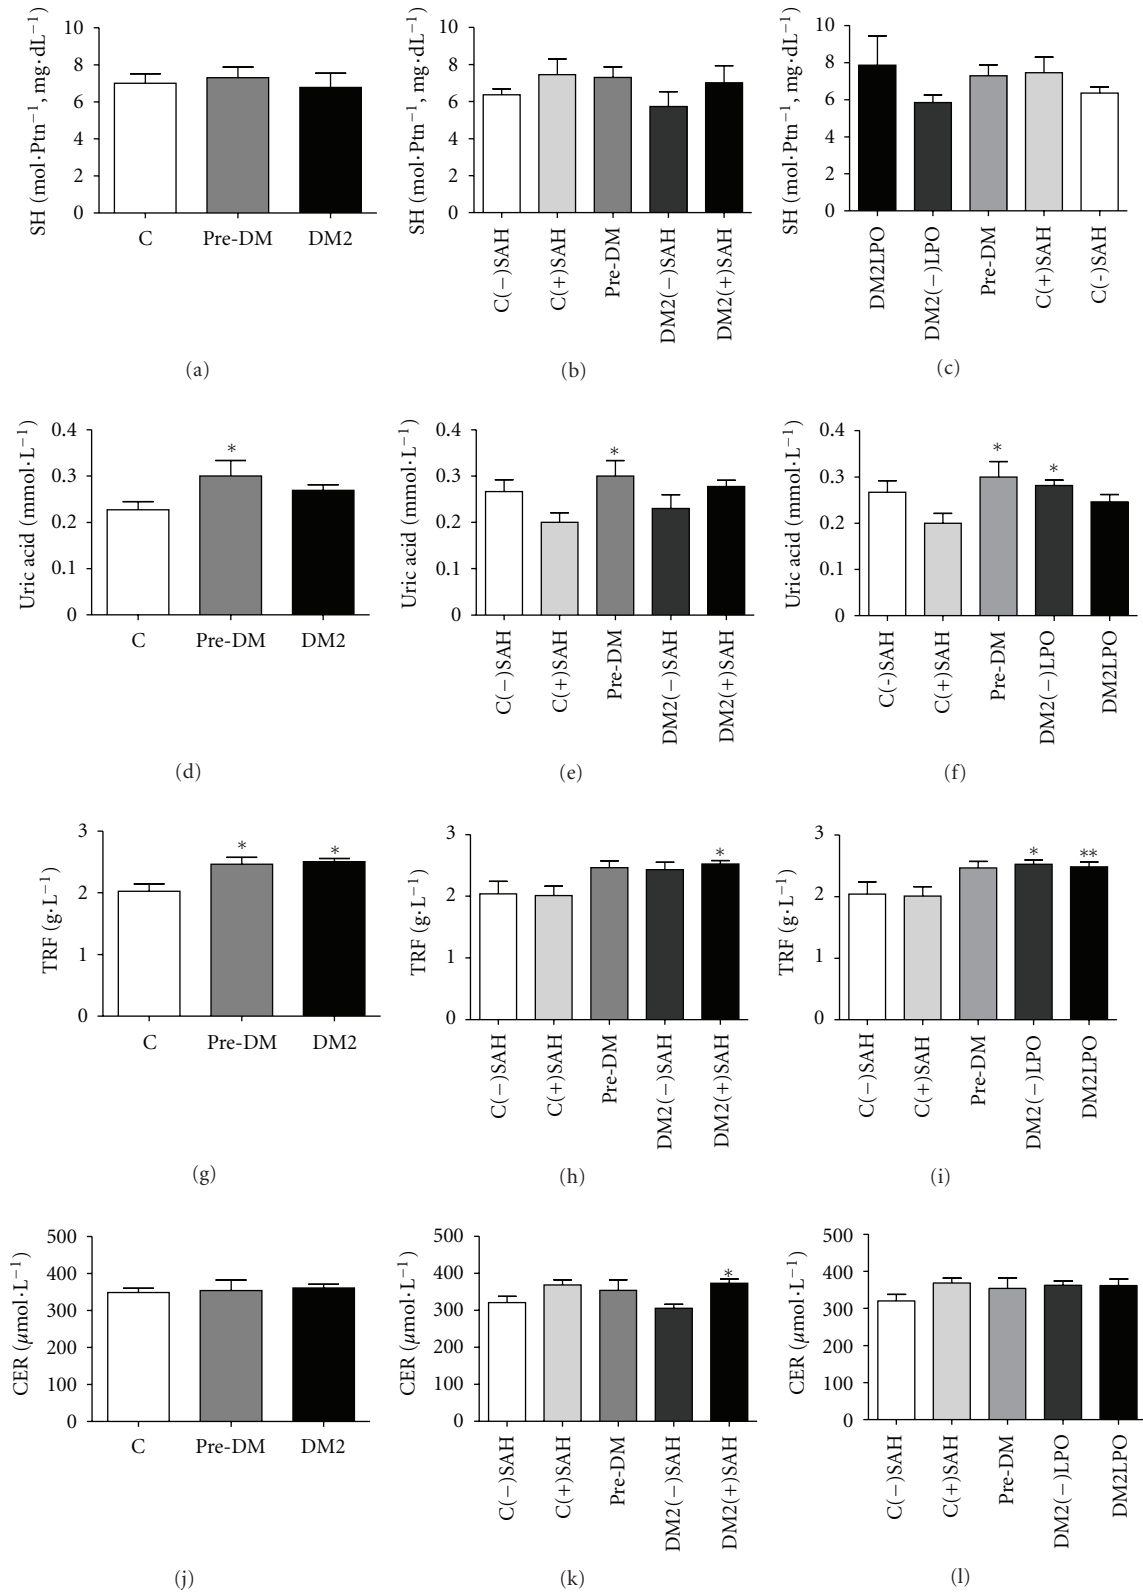 SH (mol·Ptn⁻¹, mg·dL⁻¹)
10
8
6
4
2
0
C Pre-DM DM2
(a)
SH (mol·Ptn⁻¹, mg·dL⁻¹)
10
8
6
4
2
0
C(−)SAH
C(+)SAH
Pre-DM
DM2(−)SAH
DM2(+)SAH
(b)
SH (mol·Ptn⁻¹, mg·dL⁻¹)
10
8
6
4
2
0
DM2LPO
DM2(−)LPO
Pre-DM
C(+)SAH
C(-)SAH
(c)
Uric acid (mmol·L⁻¹)
0.4
0.3
0.2
0.1
0
*
C Pre-DM DM2
(d)
Uric acid (mmol·L⁻¹)
0.4
0.3
0.2
0.1
0
*
C(−)SAH
C(+)SAH
Pre-DM
DM2(−)SAH
DM2(+)SAH
(e)
Uric acid (mmol·L⁻¹)
0.4
0.3
0.2
0.1
0
* *
C(-)SAH
C(+)SAH
Pre-DM
DM2(−)LPO
DM2LPO
(f)
TRF (g·L⁻¹)
3
2
1
0
* *
C Pre-DM DM2
(g)
TRF (g·L⁻¹)
3
2
1
0
*
C(−)SAH
C(+)SAH
Pre-DM
DM2(−)SAH
DM2(+)SAH
(h)
TRF (g·L⁻¹)
3
2
1
0
* **
C(−)SAH
C(+)SAH
Pre-DM
DM2(−)LPO
DM2LPO
(i)
CER (μmol·L⁻¹)
500
400
300
200
100
0
C Pre-DM DM2
(j)
CER (μmol·L⁻¹)
500
400
300
200
100
0
*
C(−)SAH
C(+)SAH
Pre-DM
DM2(−)SAH
DM2(+)SAH
(k)
CER (μmol·L⁻¹)
500
400
300
200
100
0
C(−)SAH
C(+)SAH
Pre-DM
DM2(−)LPO
DM2LPO
(l)